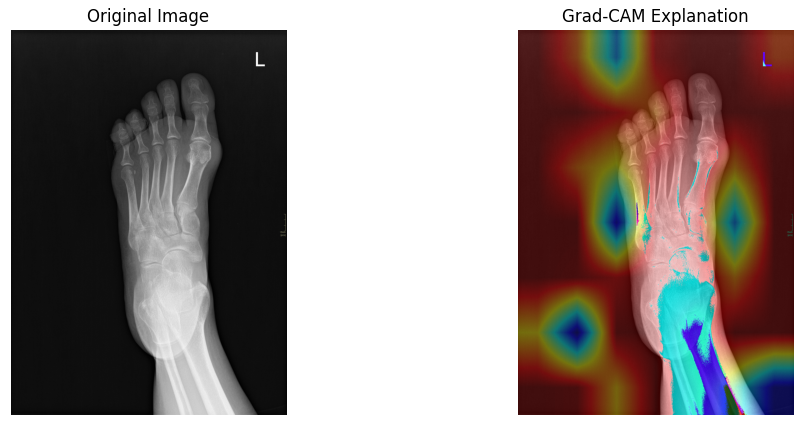 Original Image
Grad-CAM Explanation
L
L